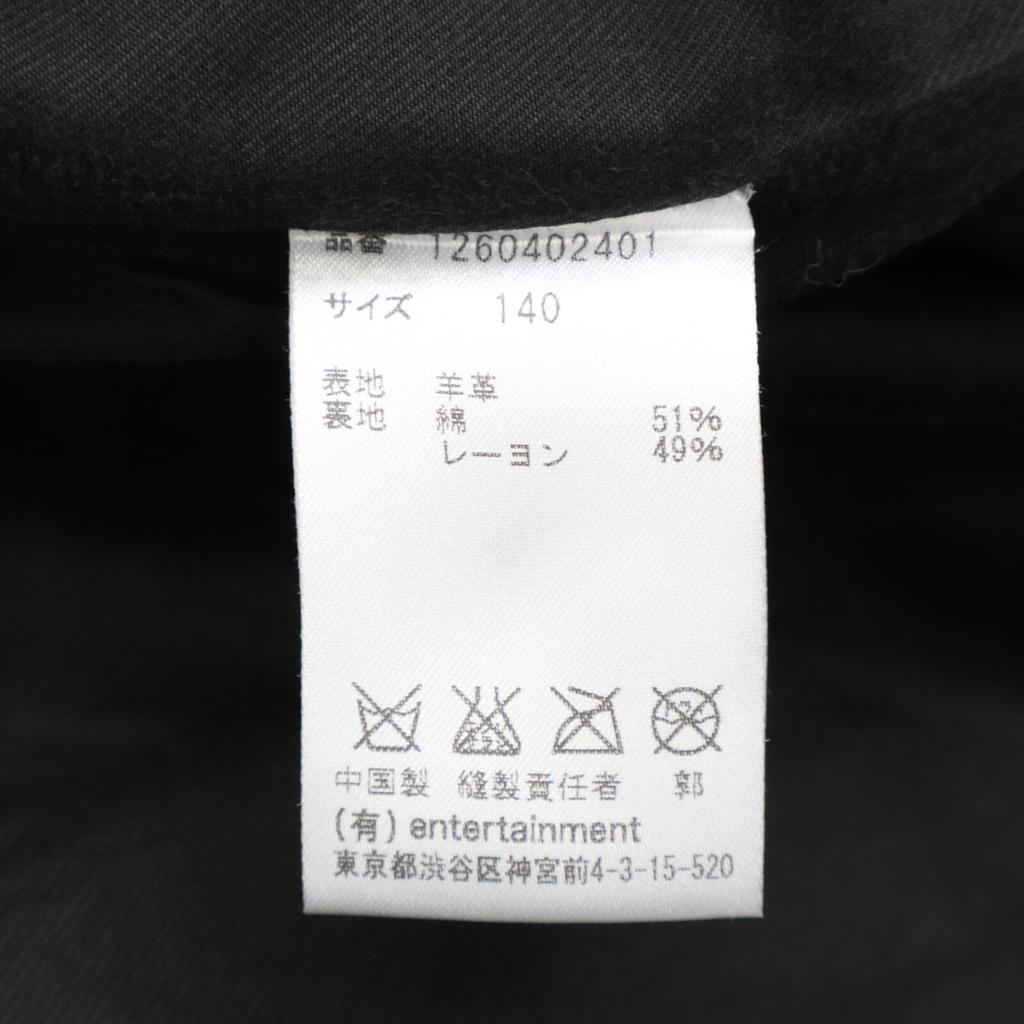 品番 1260402401
サイズ 140
表地 羊革
裏地 綿 51%
レーヨン 49%
中国製 縫製責任者 郭
(有) entertainment
東京都渋谷区神宮前4-3-15-520